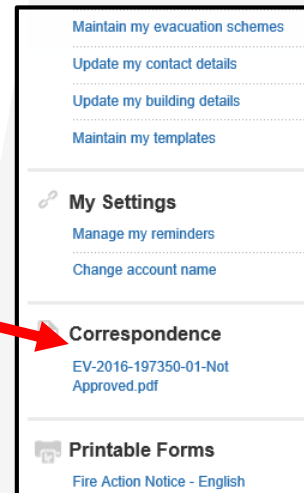 Maintain my evacuation schemes
Update my contact details
Update my building details
Maintain my templates
My Settings
Manage my reminders
Change account name
Correspondence
EV-2016-197350-01-Not
Approved.pdf
Printable Forms
Fire Action Notice - English